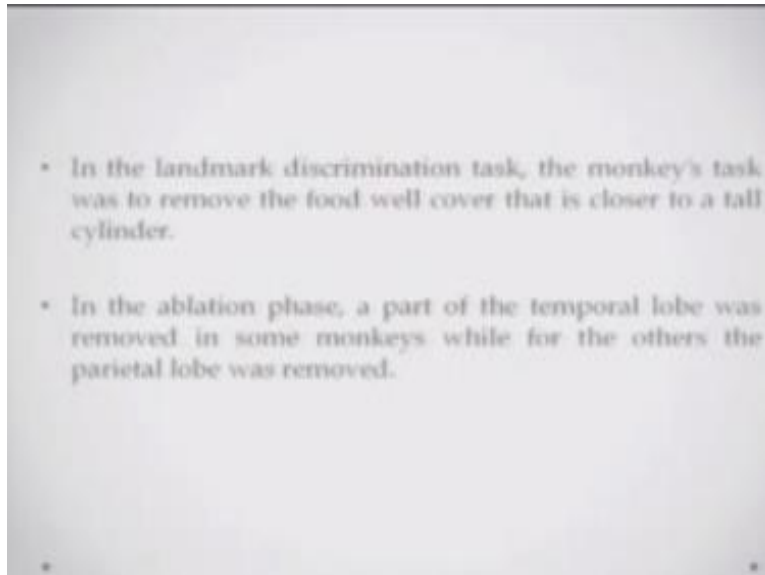 • In the landmark discrimination task, the monkey's task
was to remove the food well cover that is closer to a tall
cylinder.
• In the ablation phase, a part of the temporal lobe was
removed in some monkeys while for the others the
parietal lobe was removed.